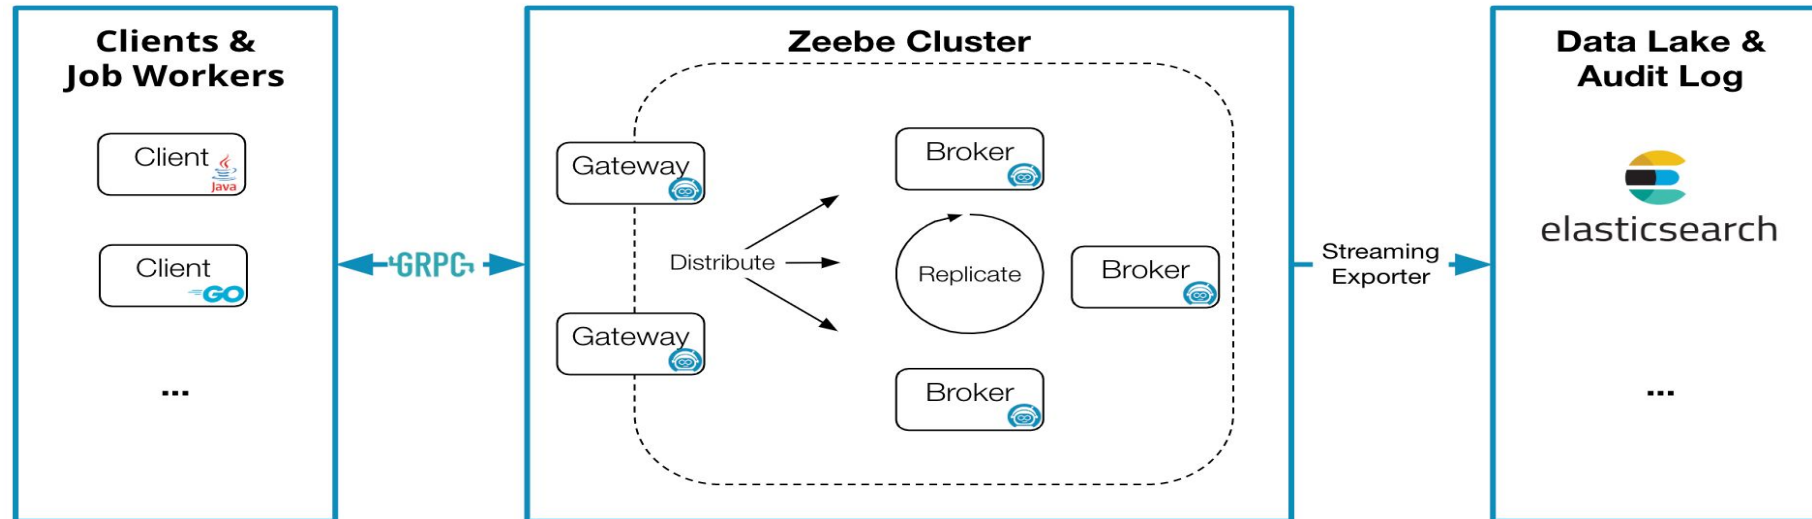 Clients &
Job Workers
Client
Java
Client
GO
...
GRPC
Zeebe Cluster
Gateway
Gateway
Distribute
Broker
Replicate
Broker
Broker
Streaming
Exporter
Data Lake &
Audit Log
elasticsearch
...